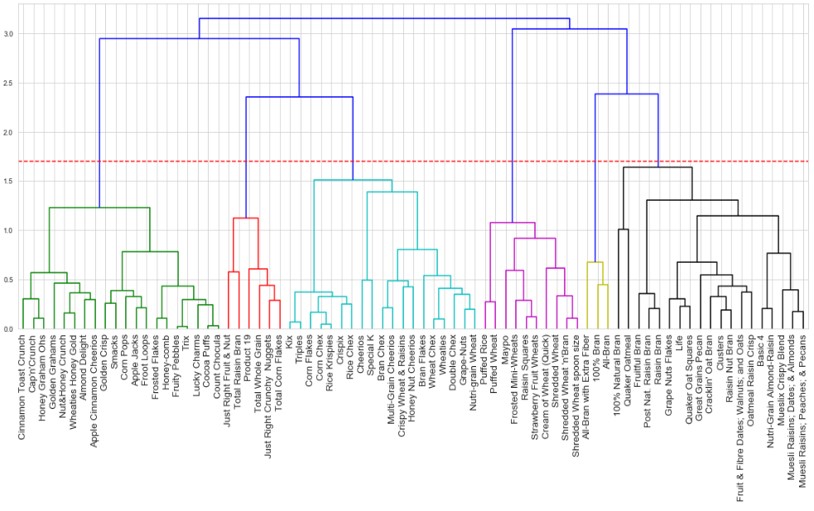 3.0
2.5
2.0
1.5
1.0
0.5
0.0
Cinnamon Toast Crunch
Cap'n'Crunch
Honey Graham Ohs
Golden Grahams
Nut&Honey Crunch
Wheaties Honey Gold
Almond Delight
Apple Cinnamon Cheerios
Golden Crisp
Smacks
Corn Pops
Apple Jacks
Froot Loops
Frosted Flakes
Honey-comb
Fruity Pebbles
Trix
Lucky Charms
Cocoa Puffs
Count Chocula
Just Right Fruit & Nut
Total Raisin Bran
Product 19
Total Whole Grain
Just Right Crunchy Nuggets
Total Corn Flakes
Kix
Triples
Corn Flakes
Corn Chex
Rice Krispies
Crispix
Rice Chex
Cheerios
Special K
Bran Chex
Multi-Grain Cheerios
Crispy Wheat & Raisins
Honey Nut Cheerios
Bran Flakes
Wheat Chex
Wheaties
Double Chex
Grape-Nuts
Nutri-grain Wheat
Puffed Rice
Puffed Wheat
Maypo
Frosted Mini-Wheats
Raisin Squares
Strawberry Fruit Wheats
Cream of Wheat (Quick)
Shredded Wheat
Shredded Wheat 'n'Bran
Shredded Wheat spoon size
All-Bran with Extra Fiber
100% Bran
All-Bran
100% Natural Bran
Quaker Oatmeal
Fruitful Bran
Post Nat. Raisin Bran
Raisin Bran
Grape Nuts Flakes
Life
Quaker Oat Squares
Great Grains Pecan
Cracklin' Oat Bran
Clusters
Raisin Nut Bran
Fruit & Fibre Dates; Walnuts; and Oats
Oatmeal Raisin Crisp
Basic 4
Nutri-Grain Almond-Raisin
Mueslix Crispy Blend
Muesli Raisins; Dates; & Almonds
Muesli Raisins; Peaches; & Pecans